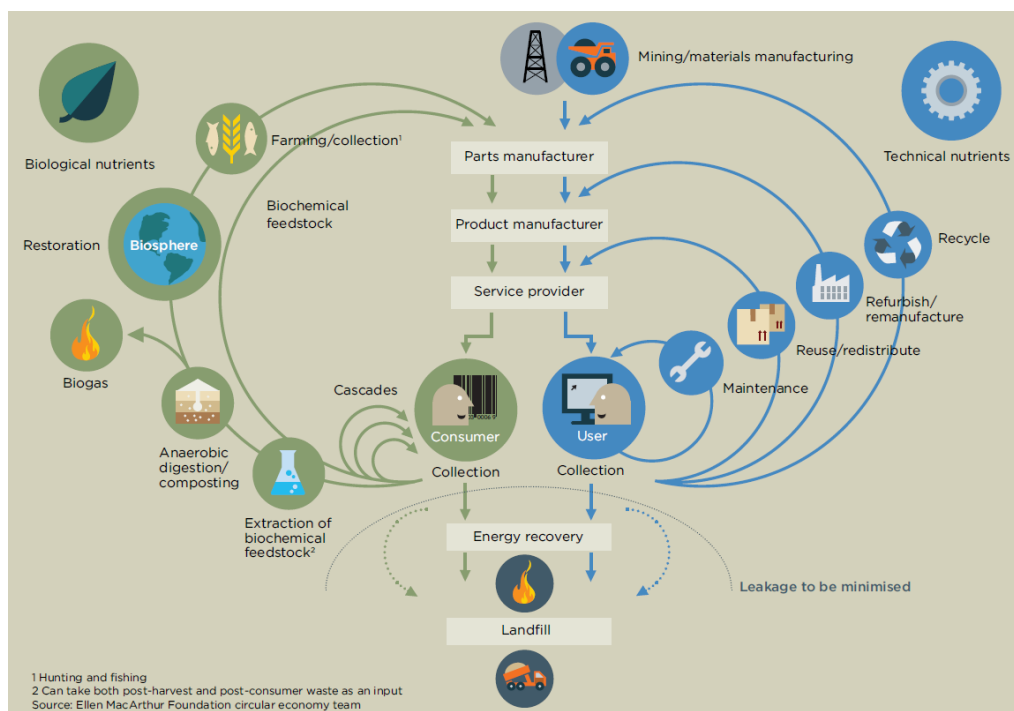 Mining/materials manufacturing
Biological nutrients
Farming/collection¹
Technical nutrients
Parts manufacturer
Biochemical
feedstock
Product manufacturer
Restoration
Biosphere
Recycle
Service provider
Refurbish/
remanufacture
Reuse/redistribute
Biogas
Cascades
Maintenance
Consumer
User
Anaerobic
digestion/
composting
Collection
Collection
Extraction of
biochemical
feedstock²
Energy recovery
Leakage to be minimised
Landfill
1 Hunting and fishing
2 Can take both post-harvest and post-consumer waste as an input
Source: Ellen MacArthur Foundation circular economy team